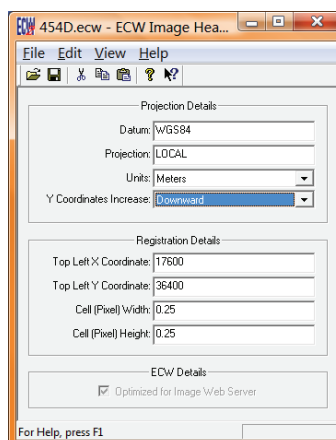 454D.ecw - ECW Image Hea...
File Edit View Help
Projection Details
Datum: WGS84
Projection: LOCAL
Units: Meters
Y Coordinates Increase: Downward
Registration Details
Top Left X Coordinate: 17600
Top Left Y Coordinate: 36400
Cell (Pixel) Width: 0.25
Cell (Pixel) Height: 0.25
ECW Details
Optimized for Image Web Server
For Help, press F1